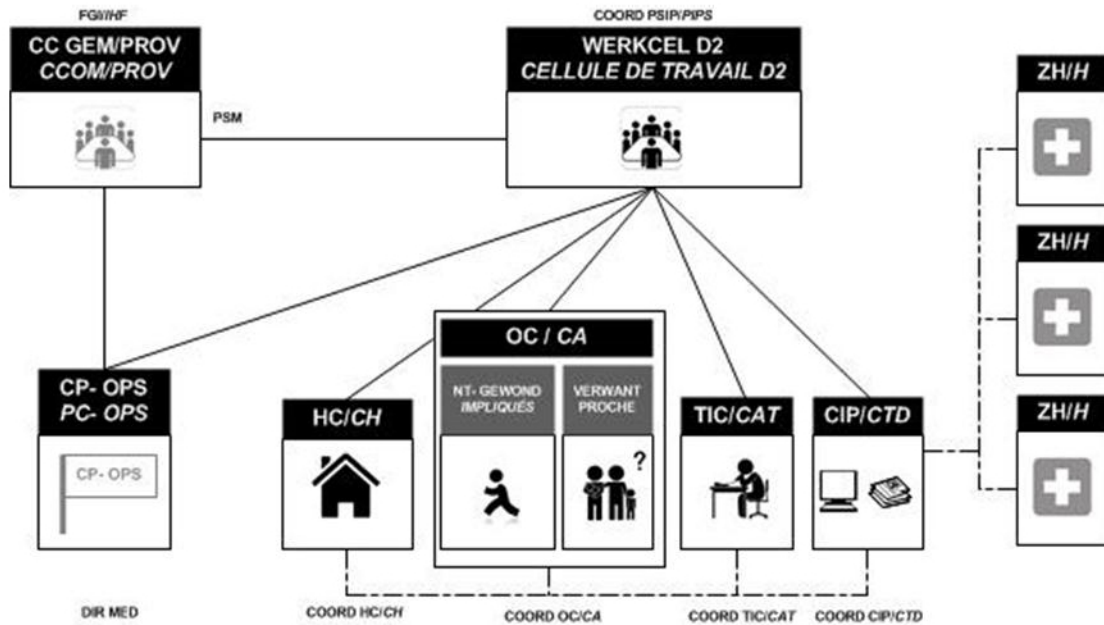 FGI//HF
COORD PSIP/PIPS
CC GEM/PROV
CCOM/PROV
WERKCEL D2
CELLULE DE TRAVAIL D2
PSM
ZH/H
ZH/H
ZH/H
CP- OPS
PC- OPS
CP- OPS
HC/CH
OC / CA
NT- GEWOND
IMPLIQUÉS
VERWANT
PROCHE
?
TIC/CAT
CIP/CTD
DIR MED
COORD HC/CH
COORD OC/CA
COORD TIC/CAT
COORD CIP/CTD